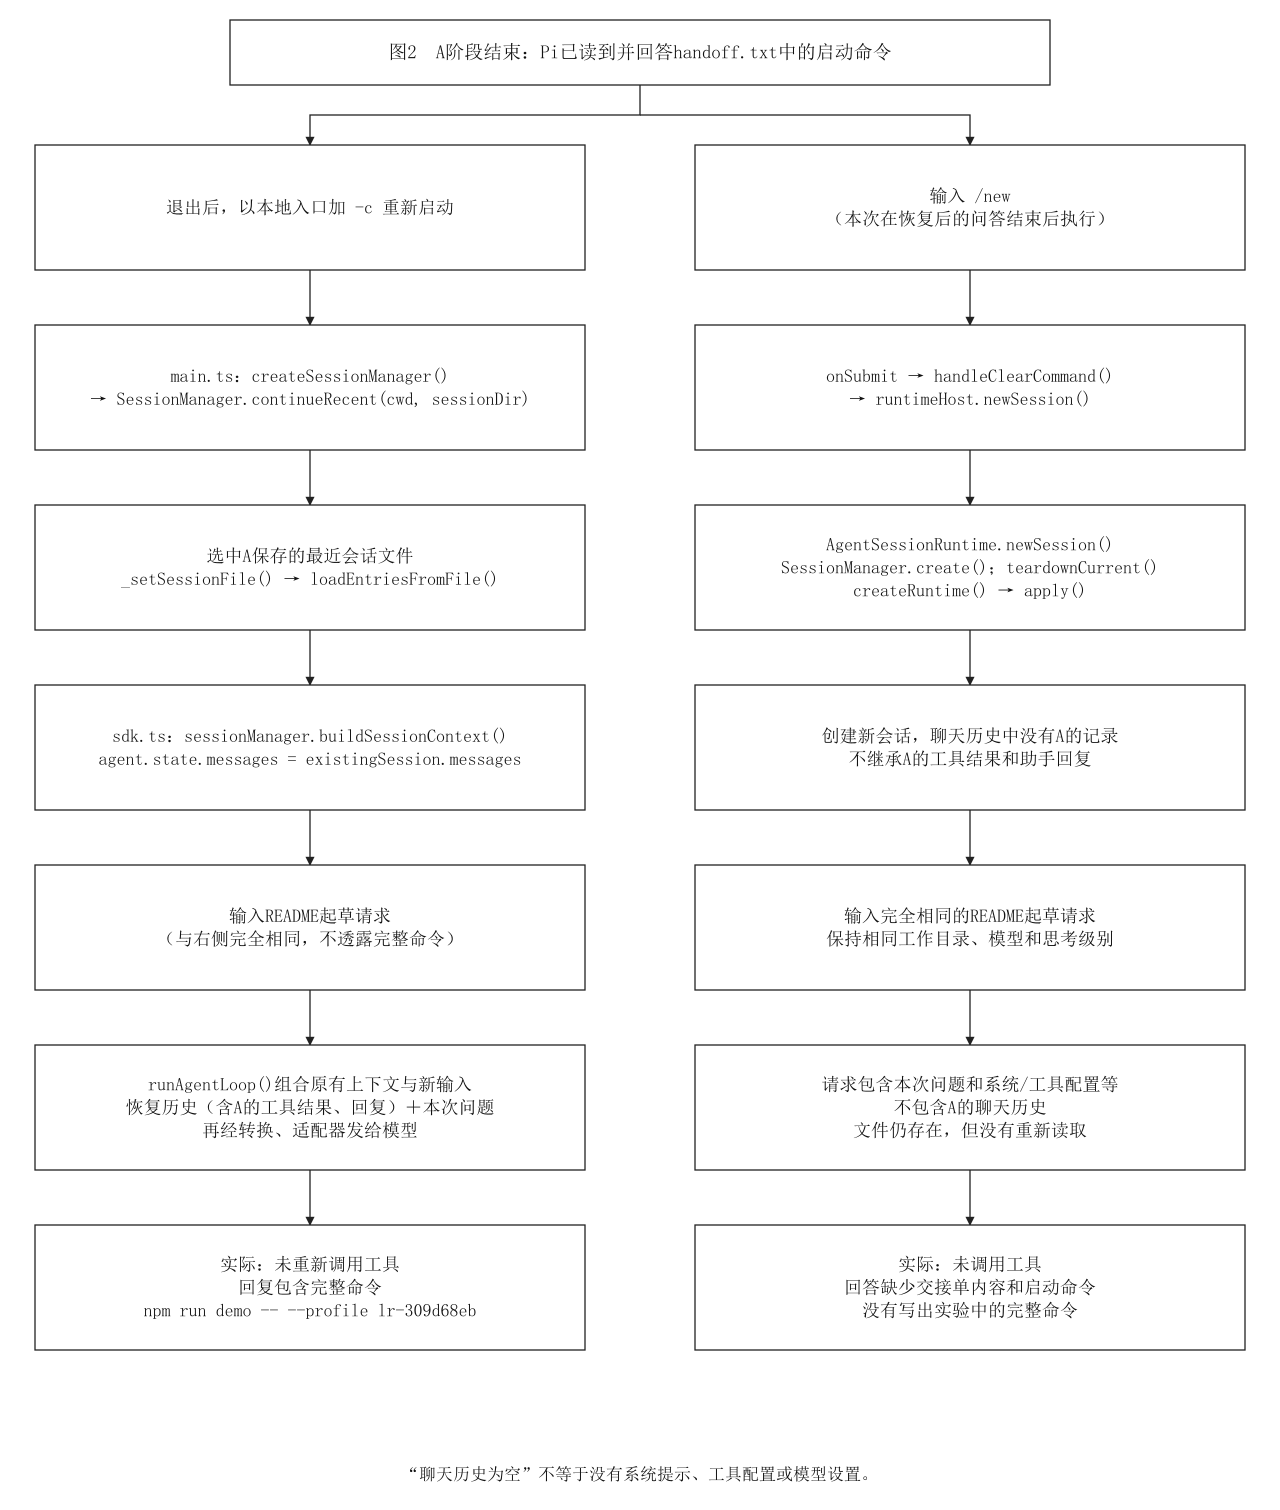 图2 A阶段结束：Pi已读到并回答handoff.txt中的启动命令
退出后，以本地入口加 -c 重新启动
main.ts：createSessionManager()
→ SessionManager.continueRecent(cwd, sessionDir)
选中A保存的最近会话文件
_setSessionFile() → loadEntriesFromFile()
sdk.ts：sessionManager.buildSessionContext()
agent.state.messages = existingSession.messages
输入README起草请求
（与右侧完全相同，不透露完整命令）
runAgentLoop()组合原有上下文与新输入
恢复历史（含A的工具结果、回复）＋本次问题
再经转换、适配器发给模型
实际：未重新调用工具
回复包含完整命令
npm run demo -- --profile lr-309d68eb
输入 /new
（本次在恢复后的问答结束后执行）
onSubmit → handleClearCommand()
→ runtimeHost.newSession()
AgentSessionRuntime.newSession()
SessionManager.create()；teardownCurrent()
createRuntime() → apply()
创建新会话，聊天历史中没有A的记录
不继承A的工具结果和助手回复
输入完全相同的README起草请求
保持相同工作目录、模型和思考级别
请求包含本次问题和系统/工具配置等
不包含A的聊天历史
文件仍存在，但没有重新读取
实际：未调用工具
回答缺少交接单内容和启动命令
没有写出实验中的完整命令
“聊天历史为空”不等于没有系统提示、工具配置或模型设置。